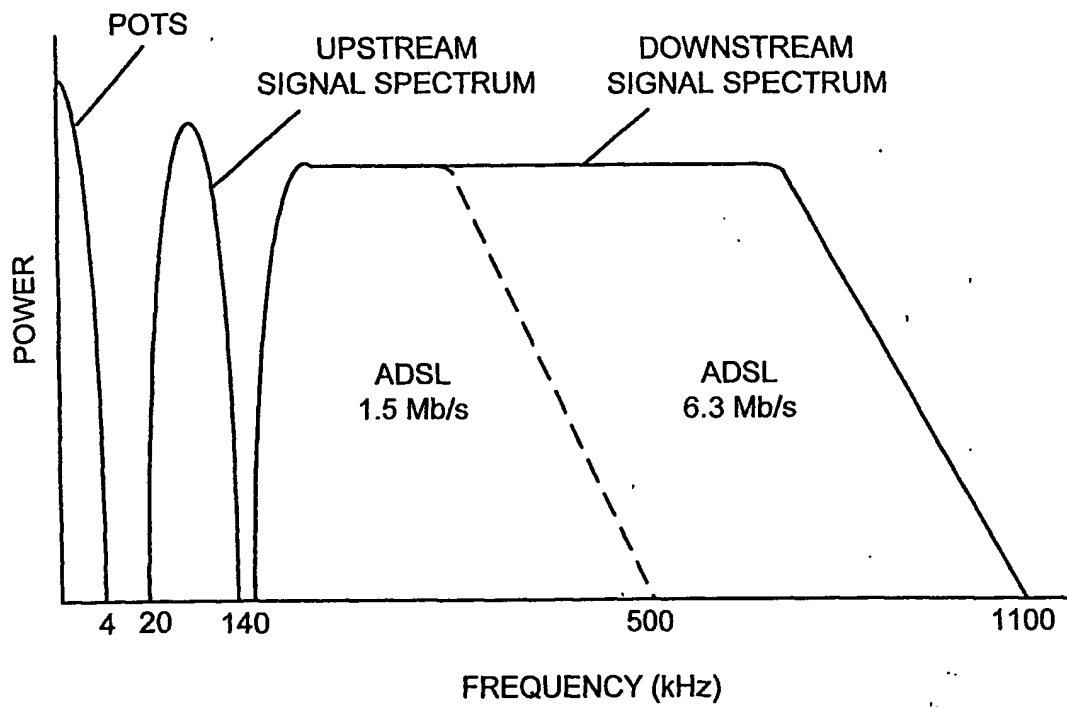 POTS
UPSTREAM
SIGNAL SPECTRUM
DOWNSTREAM
SIGNAL SPECTRUM
POWER
ADSL
1.5 Mb/s
ADSL
6.3 Mb/s
4 20 140 500 1100
FREQUENCY (kHz)